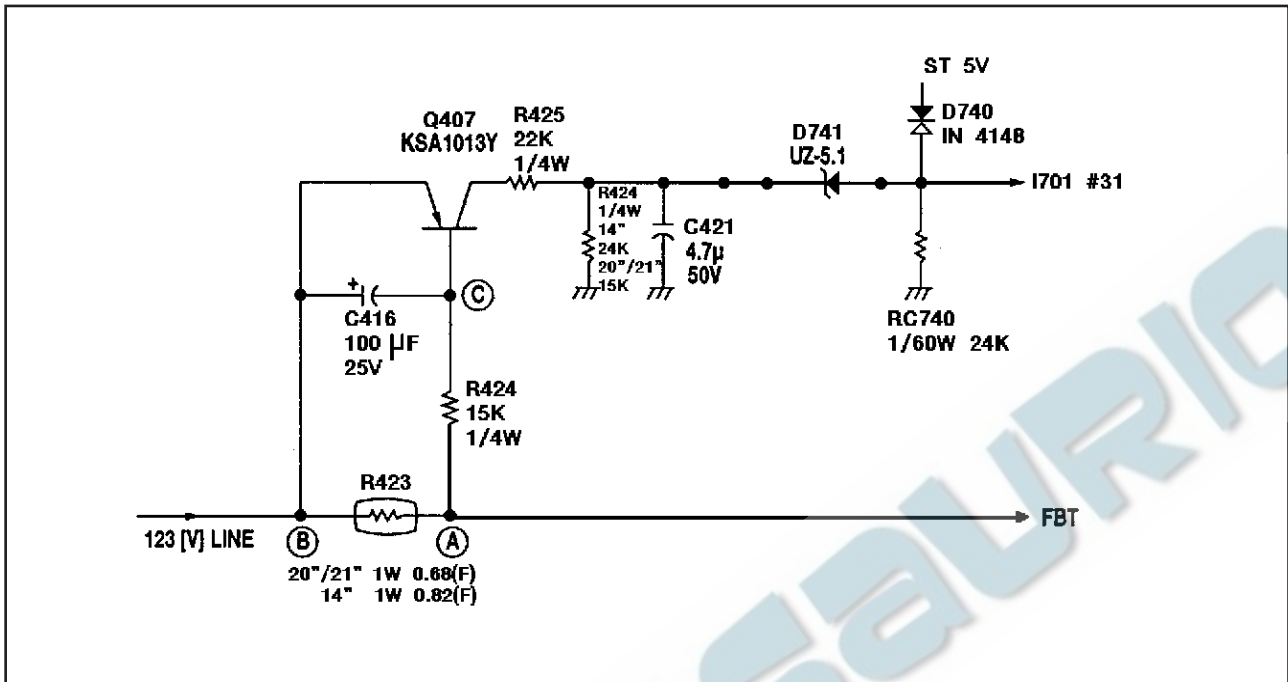 ST 5V
D740
IN 4148
Q407
KSA1013Y
R425
22K
1/4W
D741
UZ-5.1
I701 #31
R424
1/4W
14"
24K
20"/21"
15K
C421
4.7μ
50V
RC740
1/60W 24K
+
C
C416
100 μF
25V
R424
15K
1/4W
R423
123 [V] LINE
B
A
FBT
20"/21" 1W 0.68(F)
14" 1W 0.82(F)
SAURIO